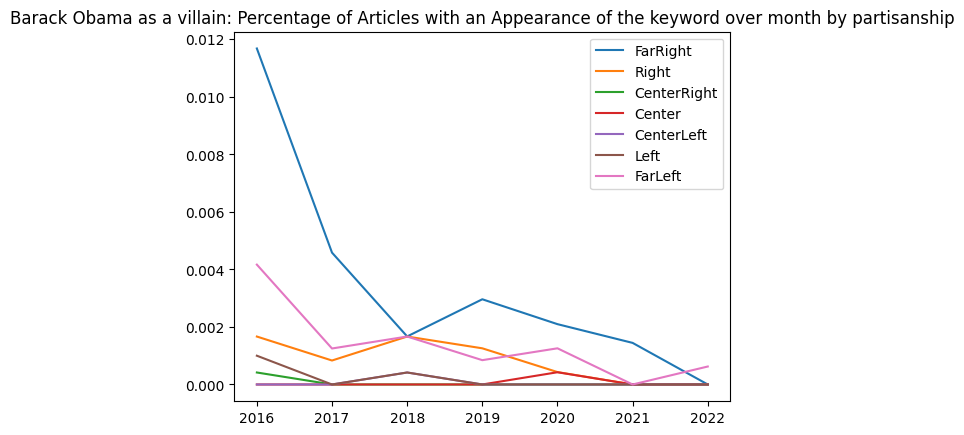 Barack Obama as a villain: Percentage of Articles with an Appearance of the keyword over month by partisanship
0.012
0.010
0.008
0.006
0.004
0.002
0.000
FarRight
Right
CenterRight
Center
CenterLeft
Left
FarLeft
2016 2017 2018 2019 2020 2021 2022